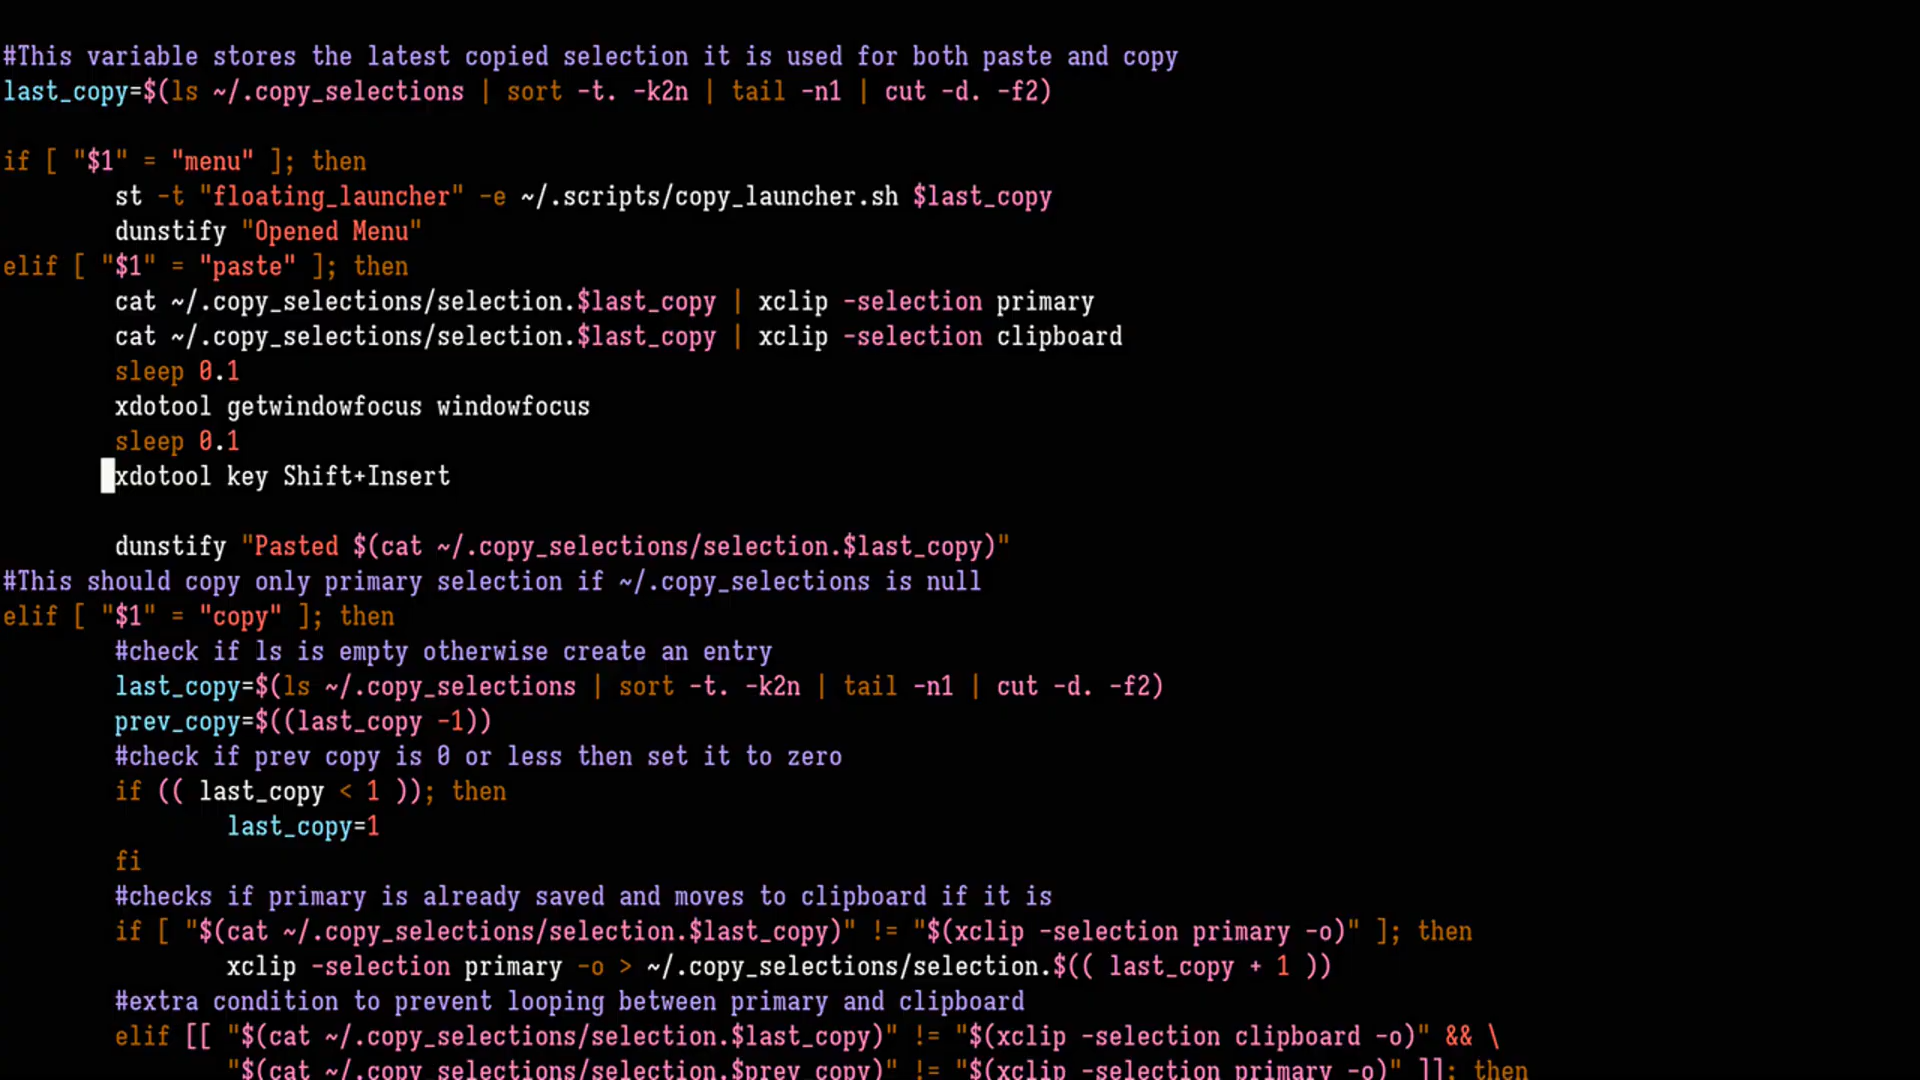 #This variable stores the latest copied selection it is used for both paste and copy
last_copy=$(ls ~/.copy_selections | sort -t. -k2n | tail -n1 | cut -d. -f2)
if [ "$1" = "menu" ]; then
st -t "floating_launcher" -e ~/.scripts/copy_launcher.sh $last_copy
dunstify "Opened Menu"
elif [ "$1" = "paste" ]; then
cat ~/.copy_selections/selection.$last_copy | xclip -selection primary
cat ~/.copy_selections/selection.$last_copy | xclip -selection clipboard
sleep 0.1
xdotool getwindowfocus windowfocus
sleep 0.1
xdotool key Shift+Insert
dunstify "Pasted $(cat ~/.copy_selections/selection.$last_copy)"
#This should copy only primary selection if ~/.copy_selections is null
elif [ "$1" = "copy" ]; then
#check if ls is empty otherwise create an entry
last_copy=$(ls ~/.copy_selections | sort -t. -k2n | tail -n1 | cut -d. -f2)
prev_copy=$((last_copy -1))
#check if prev copy is 0 or less then set it to zero
if (( last_copy < 1 )); then
last_copy=1
fi
#checks if primary is already saved and moves to clipboard if it is
if [ "$(cat ~/.copy_selections/selection.$last_copy)" != "$(xclip -selection primary -o)" ]; then
xclip -selection primary -o > ~/.copy_selections/selection.$(( last_copy + 1 ))
#extra condition to prevent looping between primary and clipboard
elif [[ "$(cat ~/.copy_selections/selection.$last_copy)" != "$(xclip -selection clipboard -o)" && \
"$(cat ~/.copy_selections/selection.$prev_copy)" != "$(xclip -selection primary -o)" ]]; then